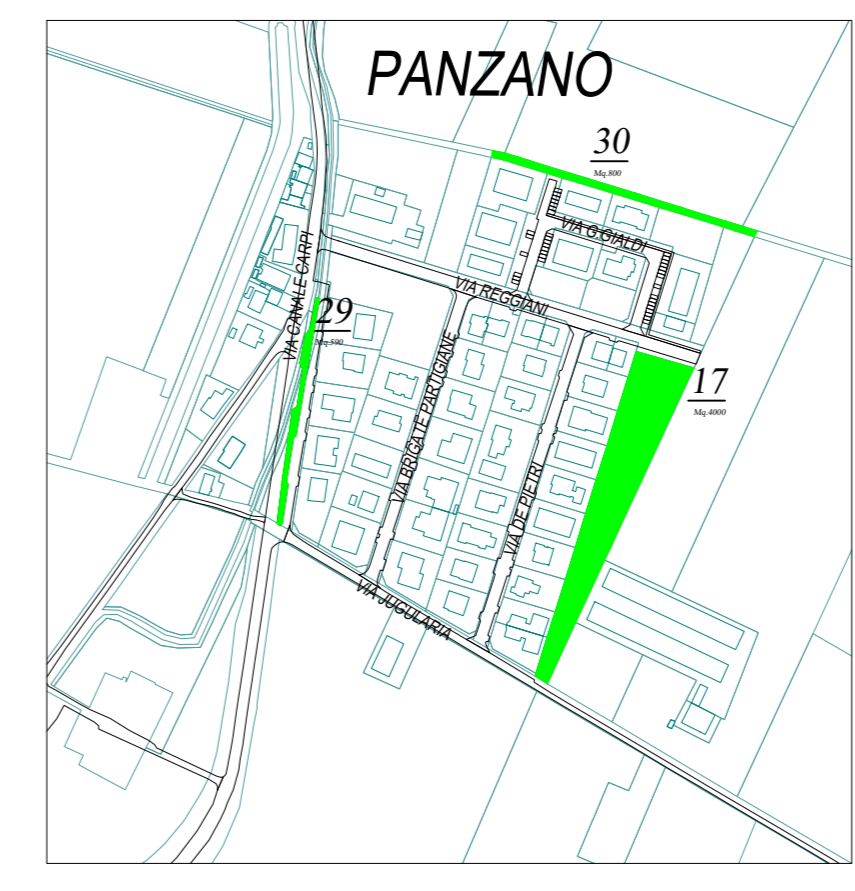 PANZANO
30
Mq.800
VIA G.GIALDI
VIA CANALE CARPI
VIA REGGIANI
29
Mq.590
17
Mq.4000
VIA BRIGATE PARTIGIANE
VIA DE PIETRI
VIA JUGULARIA